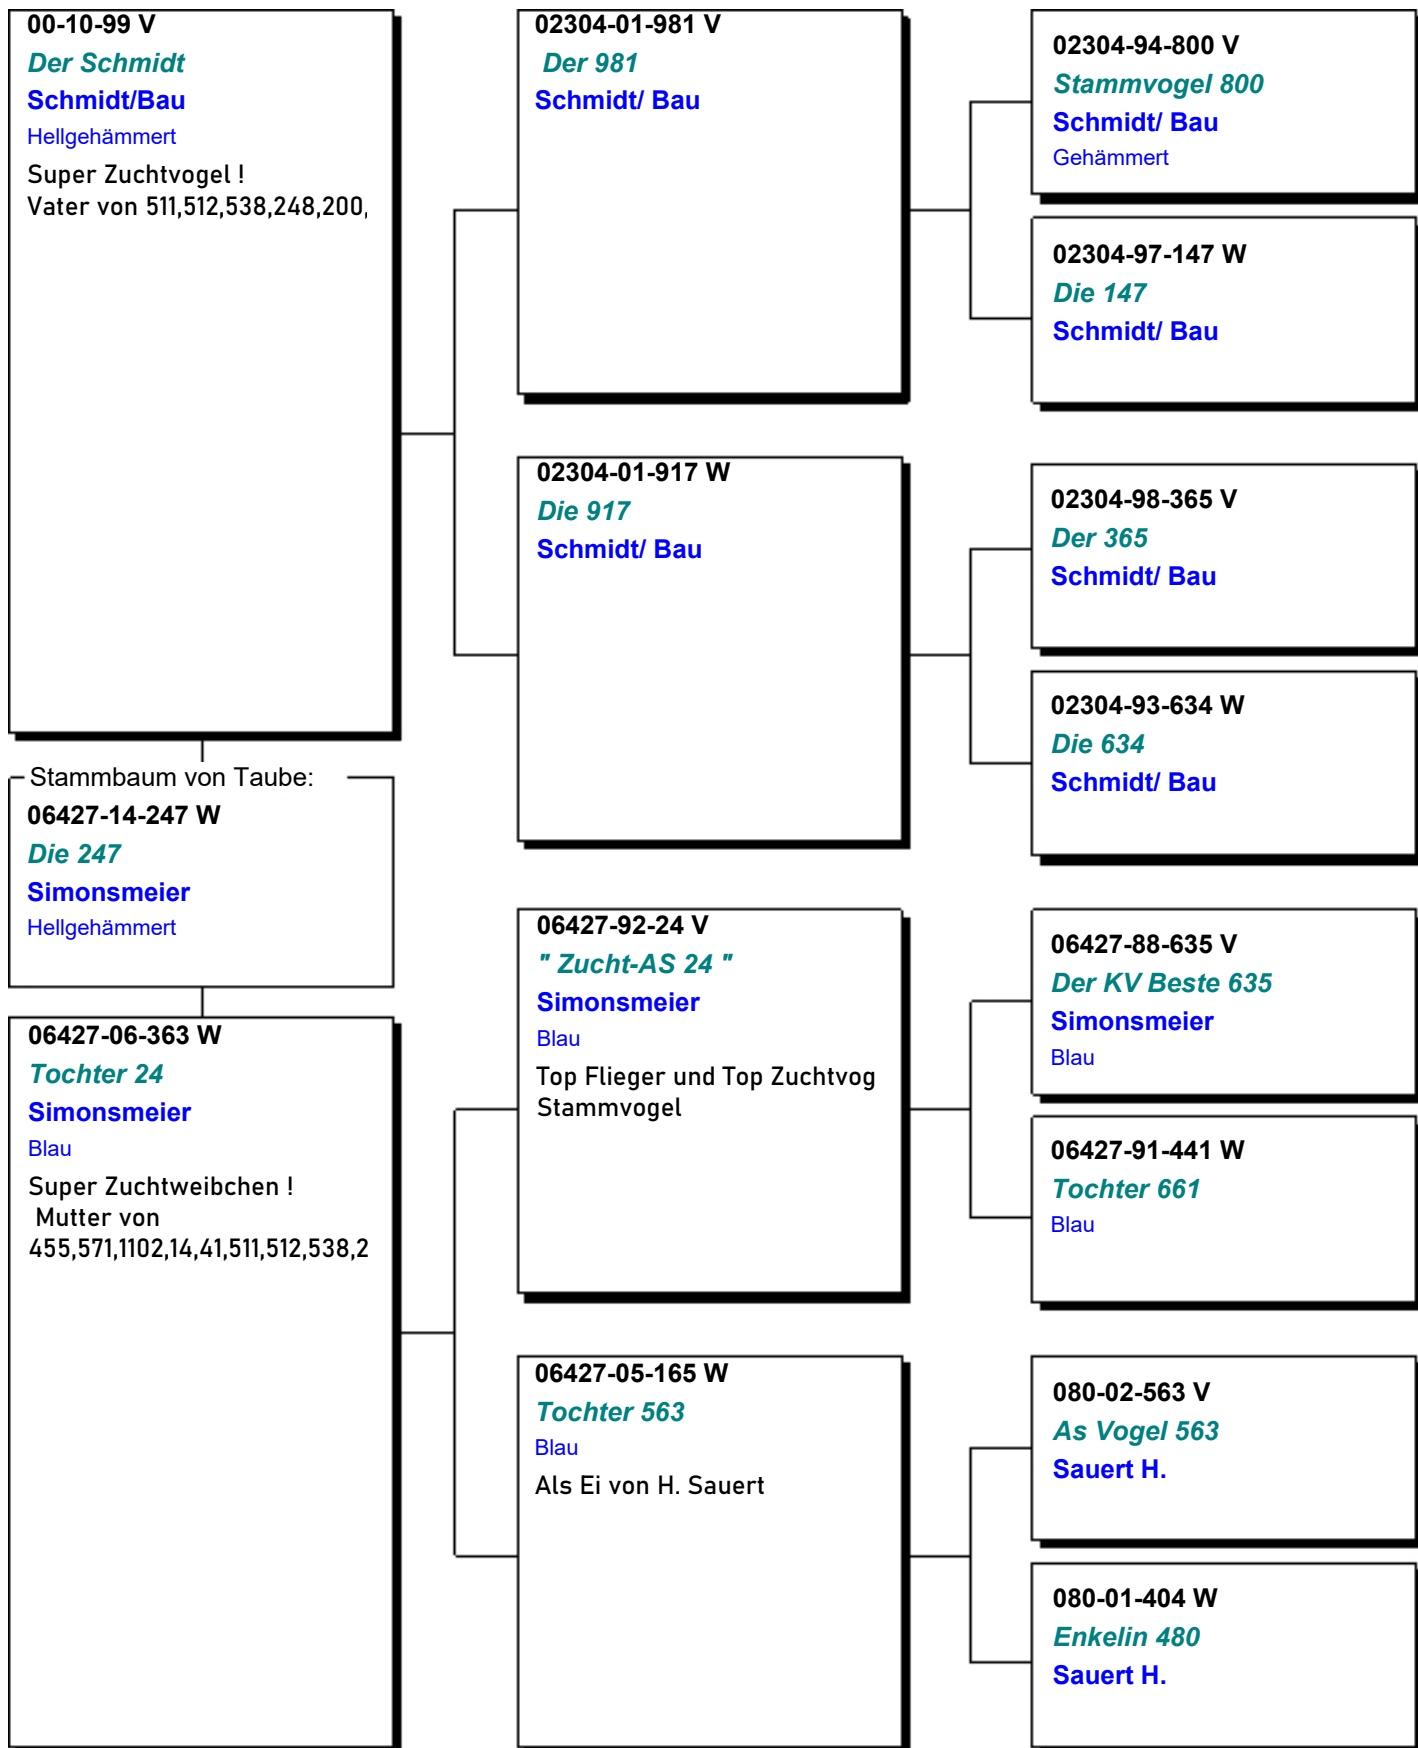 00-10-99 V
Der Schmidt
Schmidt/Bau
Hellgehämmert
Super Zuchtvogel !
Vater von 511,512,538,248,200,
Stammbaum von Taube:
06427-14-247 W
Die 247
Simonsmeier
Hellgehämmert
06427-06-363 W
Tochter 24
Simonsmeier
Blau
Super Zuchtweibchen !
Mutter von
455,571,1102,14,41,511,512,538,2
02304-01-981 V
Der 981
Schmidt/ Bau
02304-01-917 W
Die 917
Schmidt/ Bau
06427-92-24 V
" Zucht-AS 24 "
Simonsmeier
Blau
Top Flieger und Top Zuchtvog
Stammvogel
06427-05-165 W
Tochter 563
Blau
Als Ei von H. Sauert
02304-94-800 V
Stammvogel 800
Schmidt/ Bau
Gehämmert
02304-97-147 W
Die 147
Schmidt/ Bau
02304-98-365 V
Der 365
Schmidt/ Bau
02304-93-634 W
Die 634
Schmidt/ Bau
06427-88-635 V
Der KV Beste 635
Simonsmeier
Blau
06427-91-441 W
Tochter 661
Blau
080-02-563 V
As Vogel 563
Sauert H.
080-01-404 W
Enkelin 480
Sauert H.